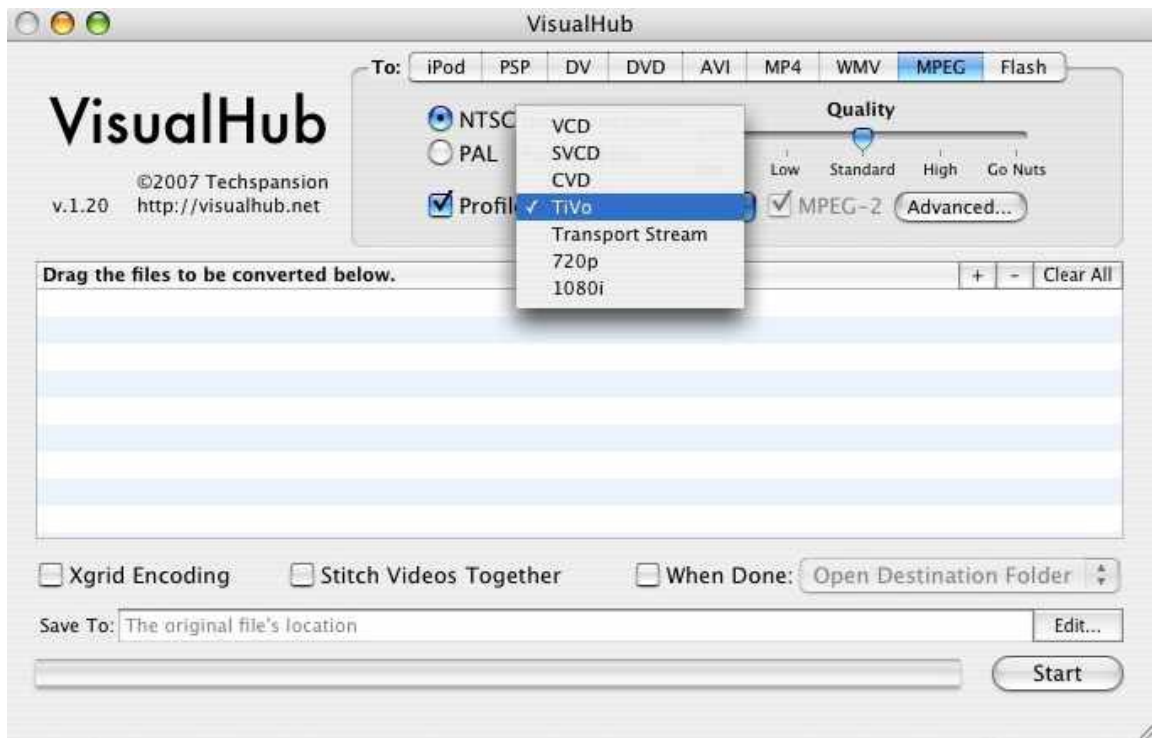 VisualHub
To: iPod PSP DV DVD AVI MP4 WMV MPEG Flash
VisualHub
©2007 Techspansion
v.1.20 http://visualhub.net
NTSC
PAL
VCD
SVCD
CVD
✓ TiVo
Transport Stream
720p
1080i
Quality
Low Standard High Go Nuts
MPEG-2 Advanced...
Drag the files to be converted below. + - Clear All
Xgrid Encoding Stitch Videos Together When Done: Open Destination Folder
Save To: The original file's location Edit...
Start